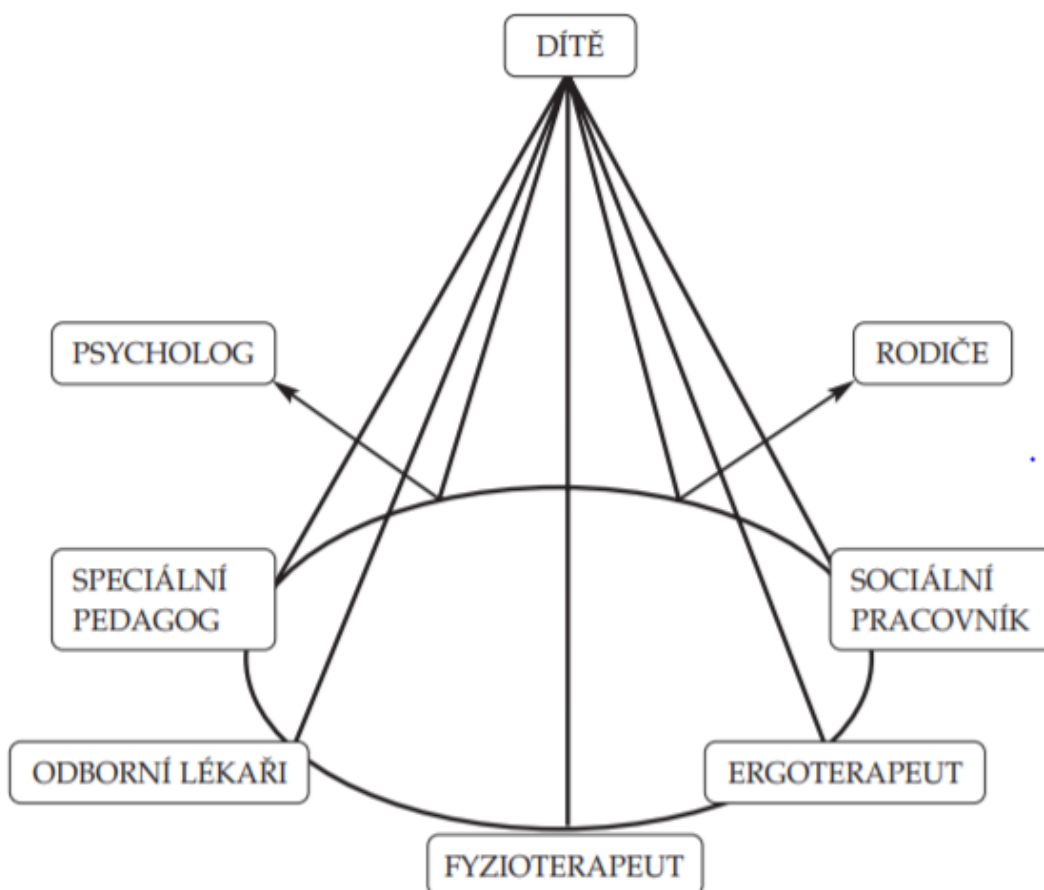 DÍTĚ
PSYCHOLOG
RODIČE
SPECIÁLNÍ
PEDAGOG
SOCIÁLNÍ
PRACOVNÍK
ODBORNÍ LÉKAŘI
ERGOTERAPEUT
FYZIOTERAPEUT